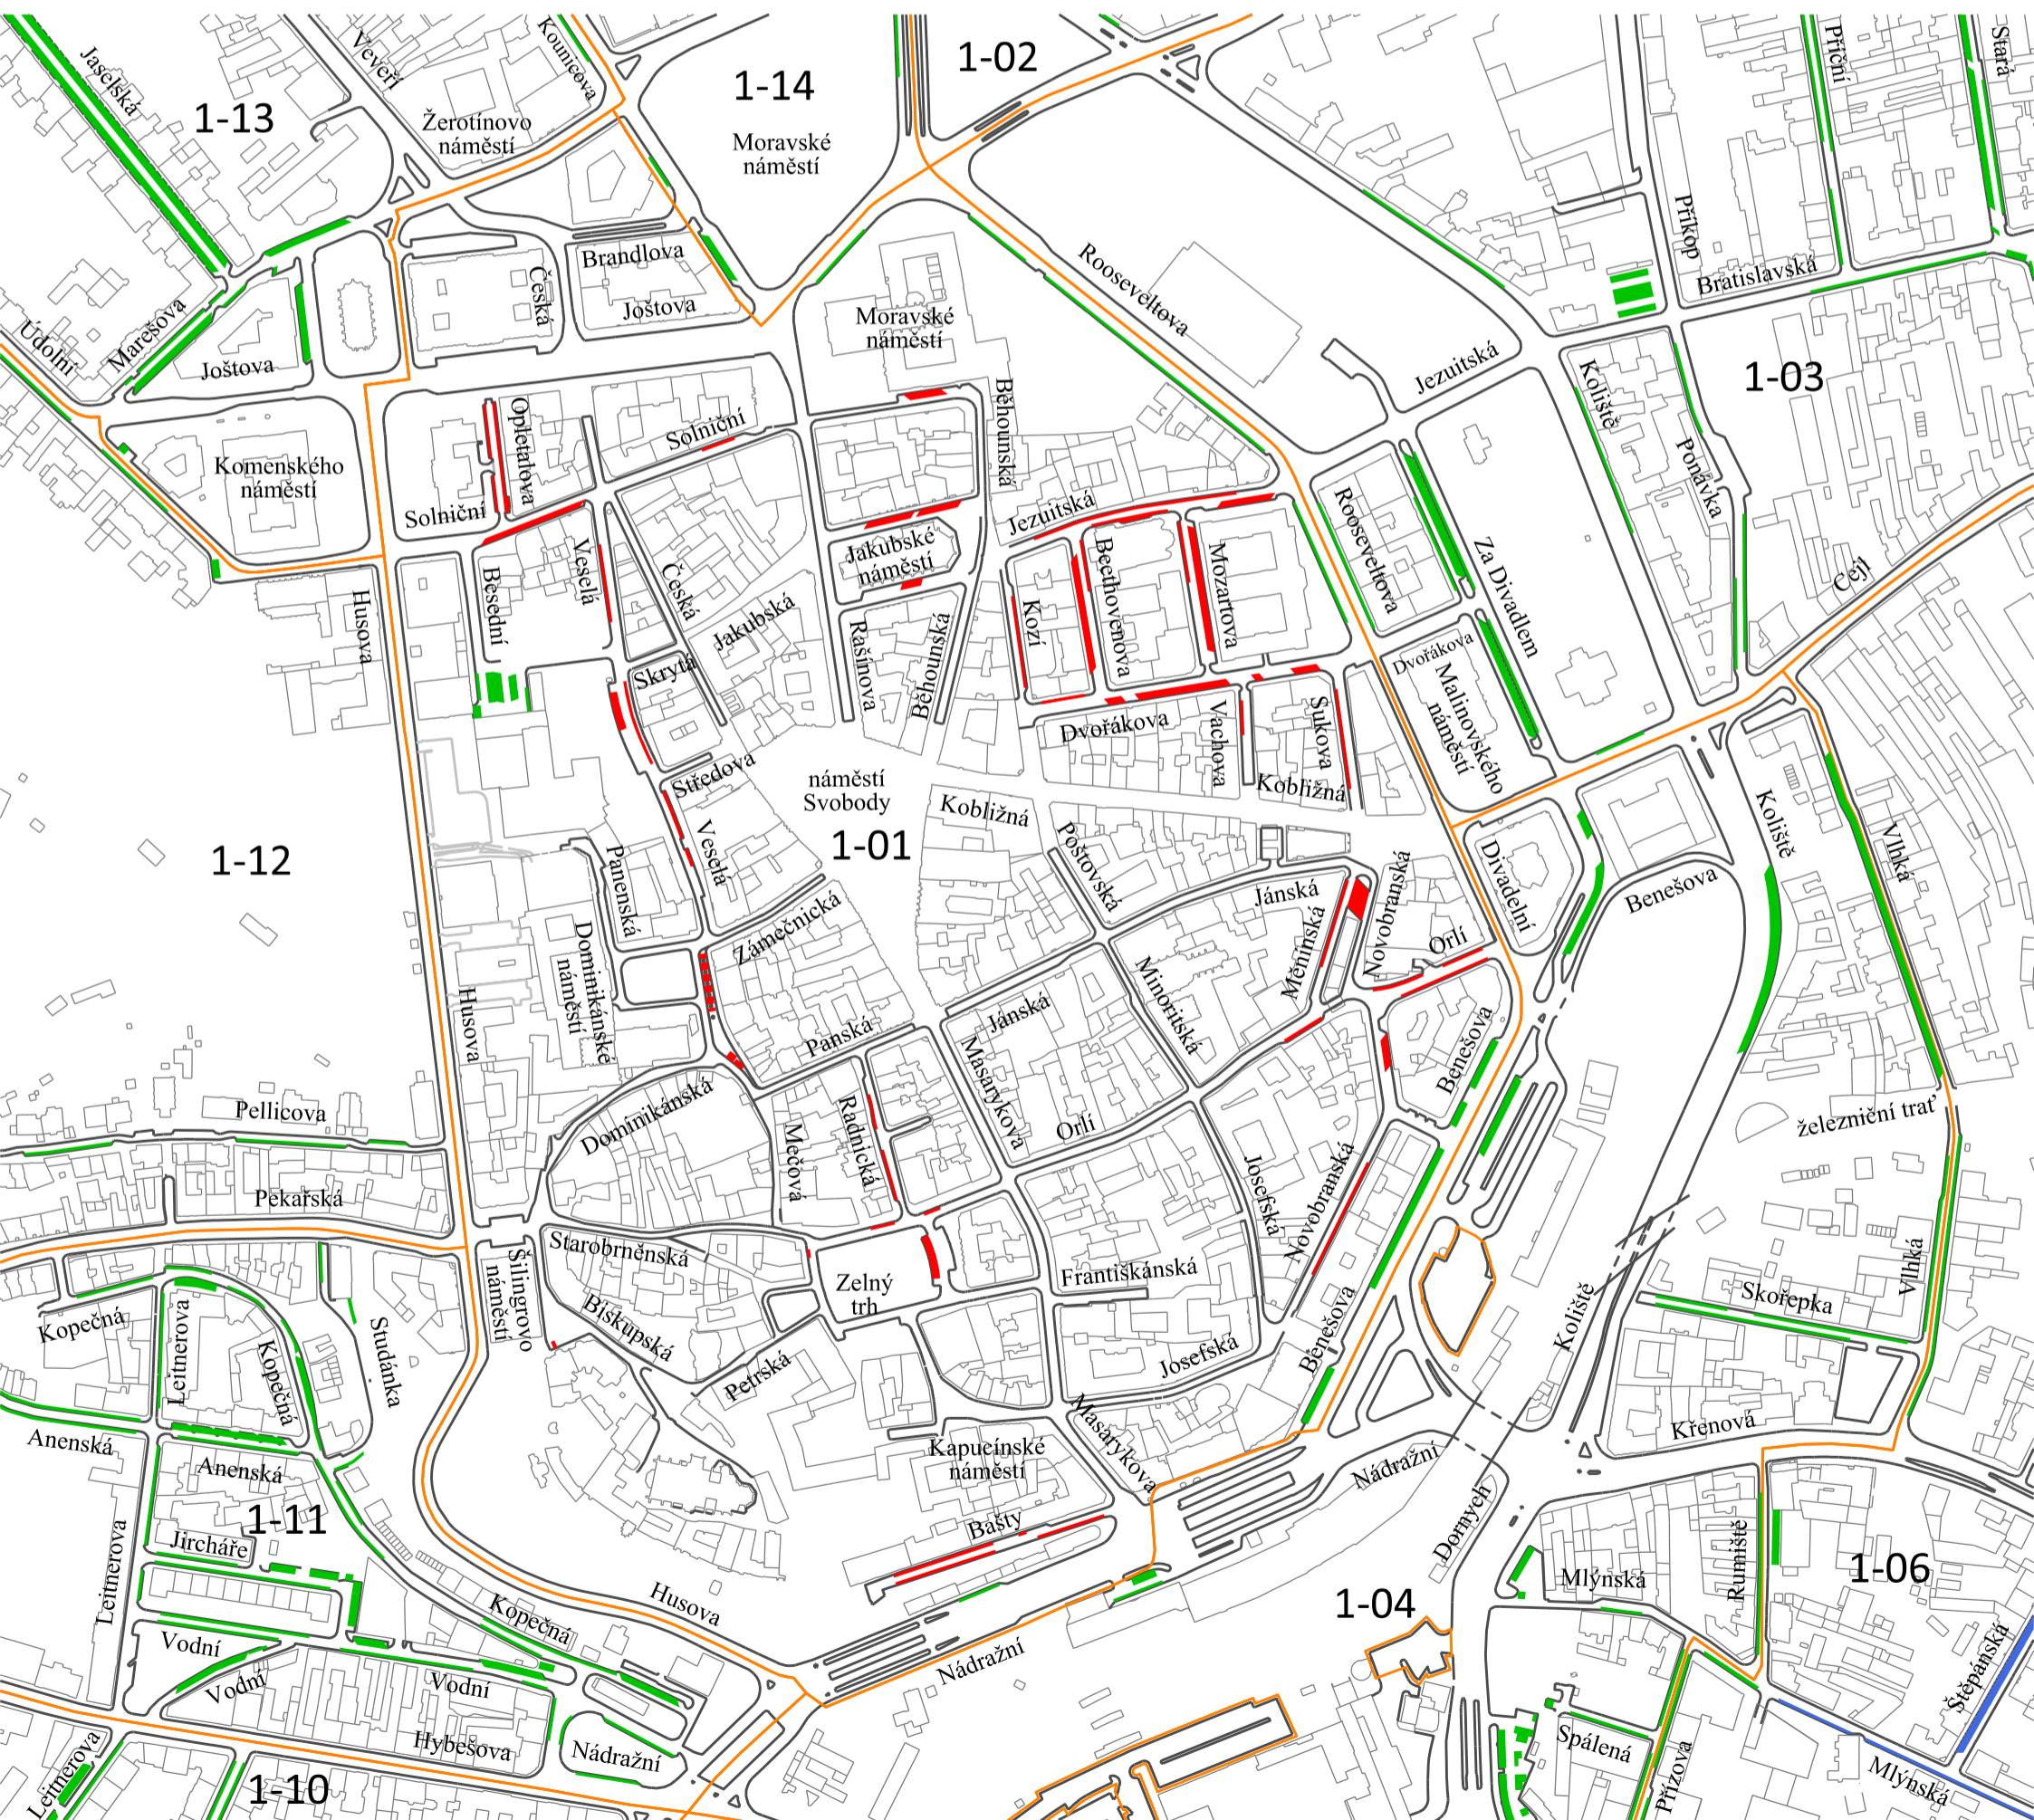 Jaselská
1-13
Veveří
Žerotínovo
náměstí
Kounicova
1-14
Moravské
náměstí
1-02
Příční
Stará
Příkop
Bratislavská
Údolní
Marešova
Joštova
Česká
Brandlova
Joštova
Moravské
náměstí
Rooseveltova
Jezuitská
Koliště
1-03
Ponávka
Cejl
Komenského
náměstí
Opletalova
Solniční
Solniční
Běhounská
Jezuitská
Jakubské
náměstí
Husova
Besední
Veselá
Česká
Jakubská
Skrytá
Rašínova
Běhounská
Kozí
Beethovenova
Mozartova
Rooseveltova
Za Divadlem
Dvořákova
Malinovského
náměstí
Dvořákova
Vachova
Sukova
Kobližná
Středova
náměstí
Svobody
1-01
Kobližná
Poštovská
Veselá
Panenská
1-12
Jánská
Měnínská
Novobranská
Orlí
Divadelní
Benešova
Koliště
Vlhká
Zámečnická
Dominikánské
náměstí
Husova
Panská
Jánská
Masarykova
Minoritská
Benešova
Pellicova
Pekařská
Dominikánská
Mečová
Radnická
Orlí
Josefská
Novobranská
železniční trať
Starobrněnská
Šilingrovo
náměstí
Biskupská
Zelný
trh
Františkánská
Benešova
Koliště
Skořepka
Vlhká
Kopečná
Leitnerova
Kopečná
Studánka
Petrská
Josefská
Masarykova
Křenová
Anenská
Anenská
1-11
Jircháře
Leitnerova
Kapucínské
náměstí
Bašty
Nádražní
Dornych
Mlýnská
Rumiště
1-06
1-04
Husova
Kopečná
Nádražní
Vodní
Vodní
Vodní
Hybešova
Nádražní
Leitnerova
1-10
Spálená
Přízova
Štěpánská
Mlýnská